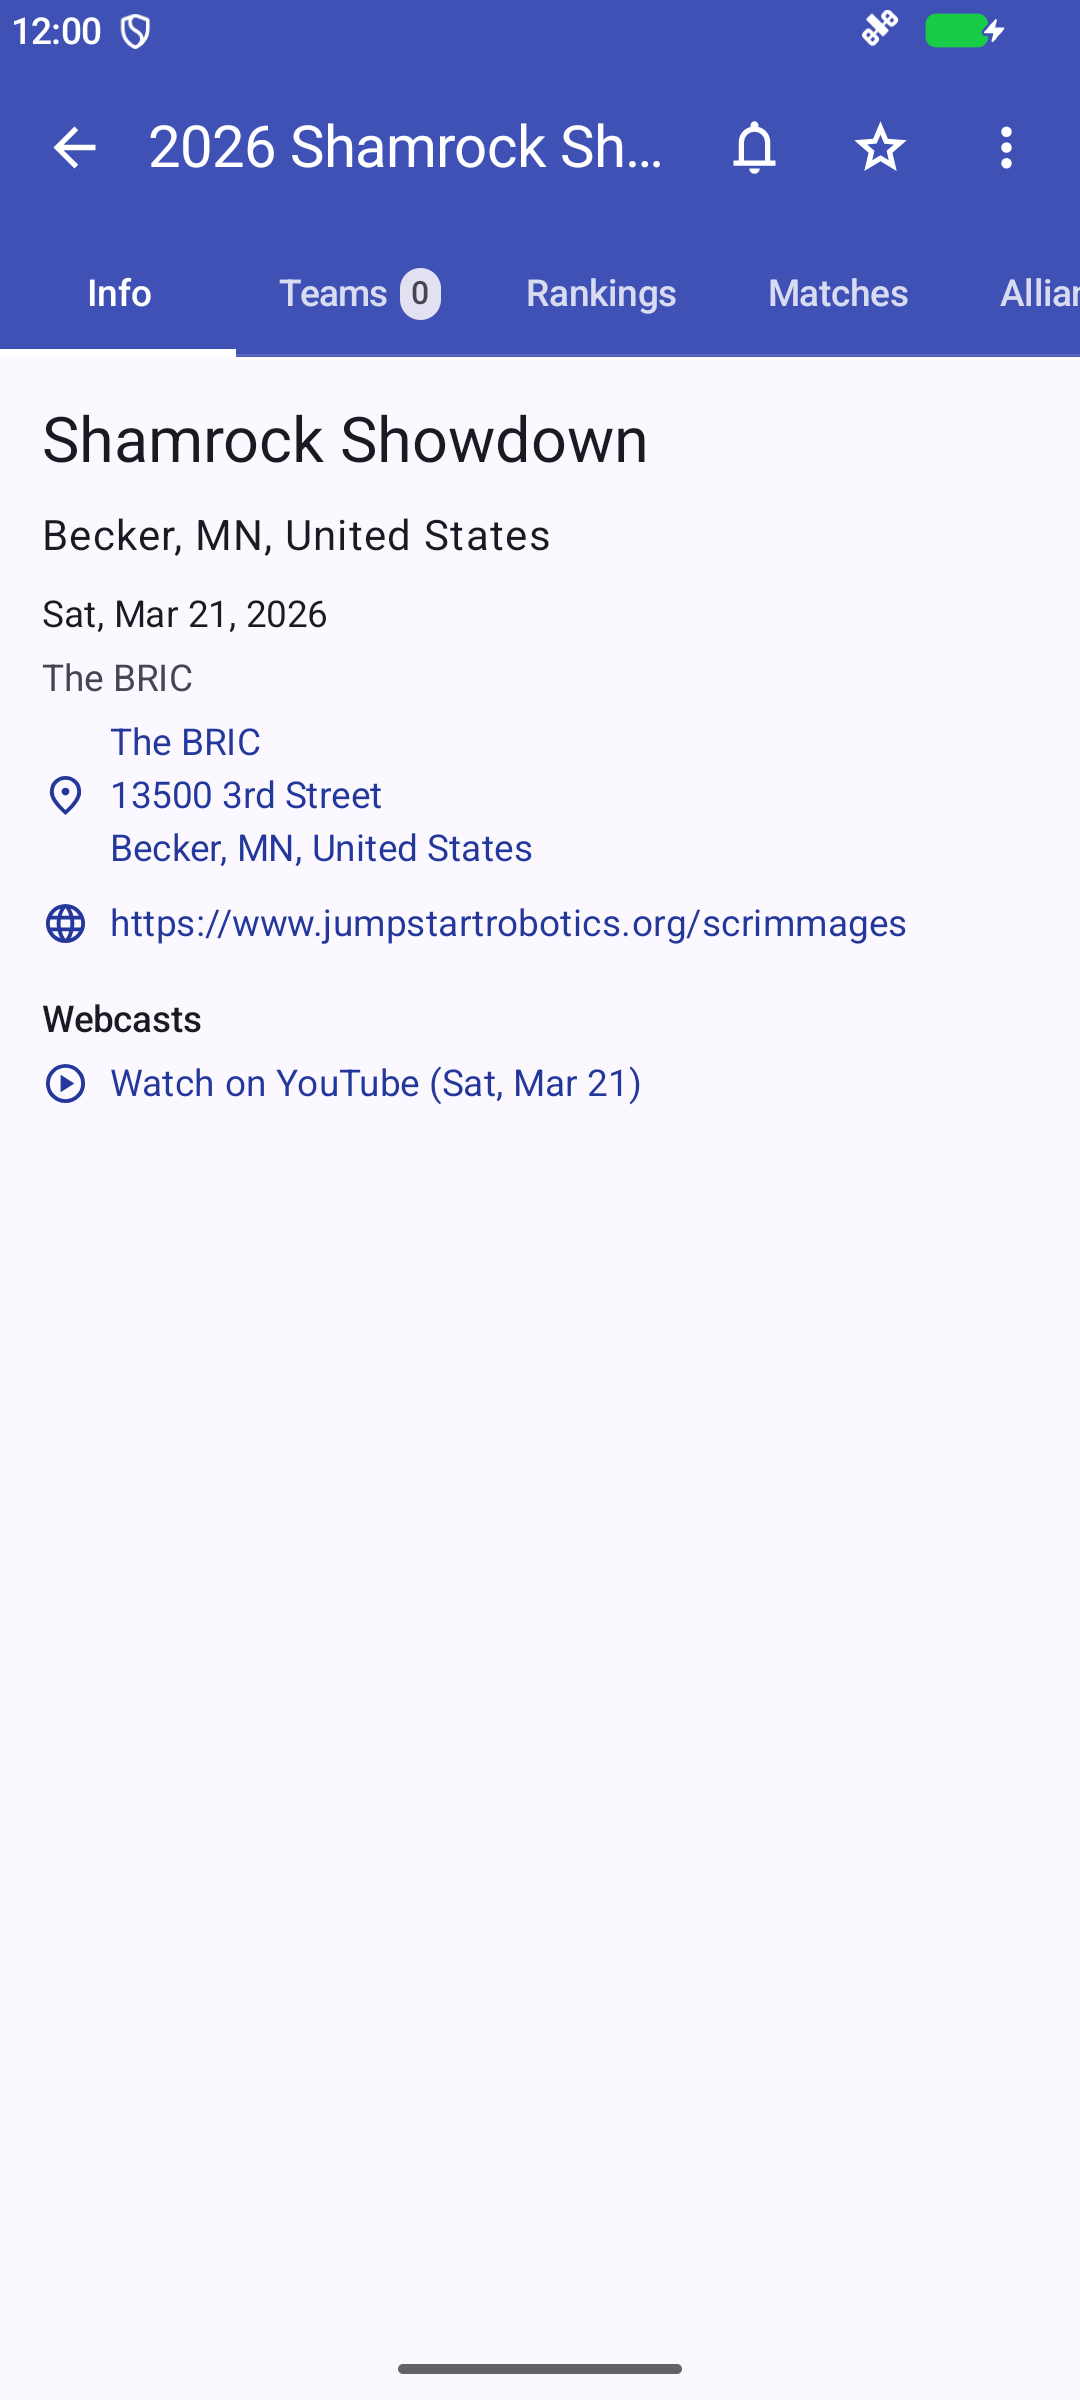 12:00
2026 Shamrock Sh...
Info
Teams 0
Rankings
Matches
Allian
Shamrock Showdown
Becker, MN, United States
Sat, Mar 21, 2026
The BRIC
The BRIC
13500 3rd Street
Becker, MN, United States
https://www.jumpstartrobotics.org/scrimmages
Webcasts
Watch on YouTube (Sat, Mar 21)